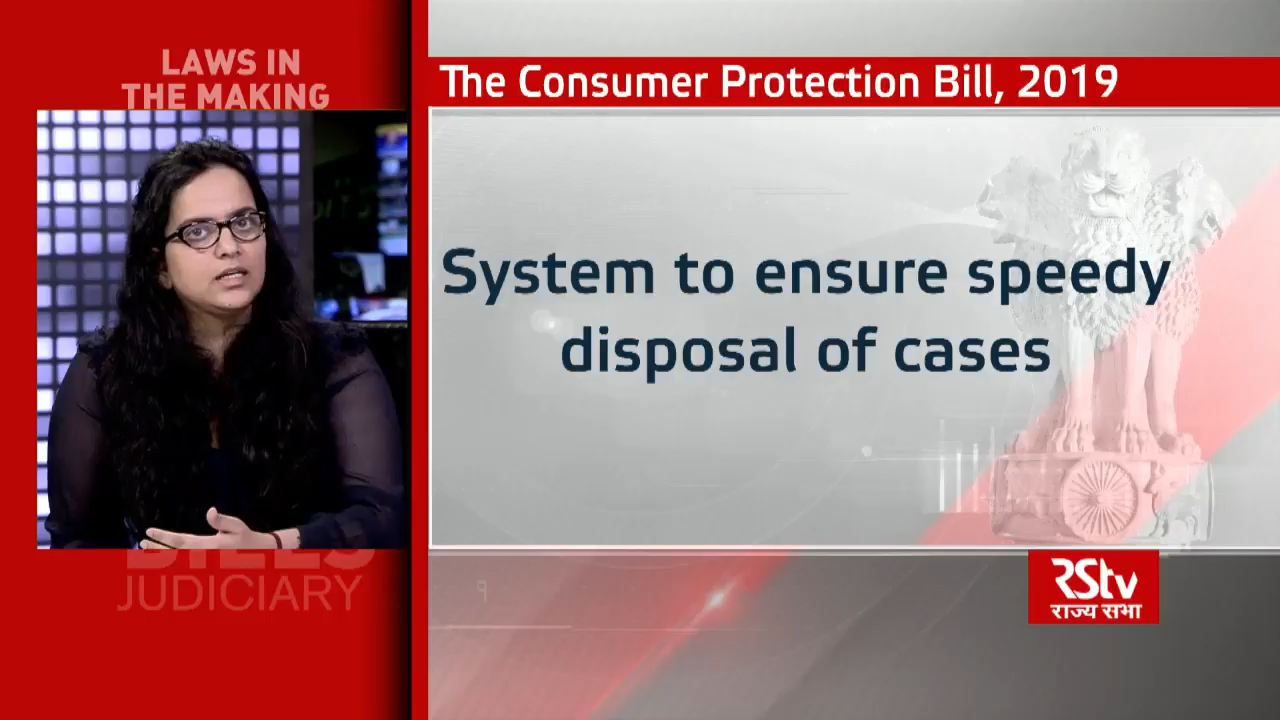 LAWS IN
THE MAKING
The Consumer Protection Bill, 2019
System to ensure speedy
disposal of cases
BILLS
JUDICIARY
RSTV
राज्य सभा